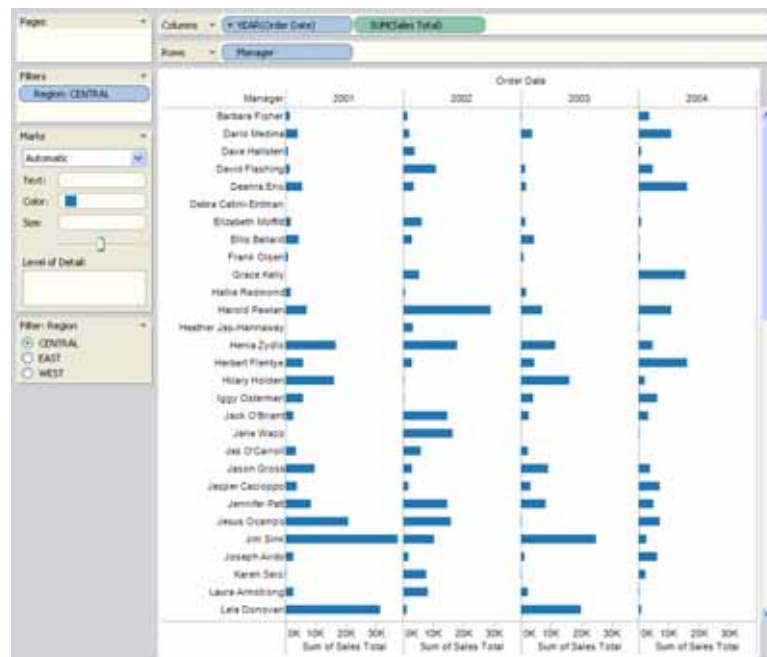 Pages
Columns YEAR(Order Date) SUM(Sales Total)
Rows Manager
Filters
Region: CENTRAL
Marks
Automatic
Text:
Color:
Size:
Level of Detail:
Filter: Region
CENTRAL
EAST
WEST
Order Date
Manager 2001 2002 2003 2004
Barbara Fisher
Dario Medina
Dave Hallsten
David Flashing
Deanra Eno
Elizabeth Moffitt
Ellis Ballard
Frank Olsen
Grace Kelly
Hallie Redmond
Harold Pawlan
Heather Jas-Hannaway
Henia Zydlo
Herbert Flentye
Hilary Holden
Iggy Osterman
Jack O'Briant
Jane Waco
Jas O'Carroll
Jason Gross
Jasper Cacioppo
Jennifer Patt
Jesus Ocampo
Jim Sink
Joseph Airdo
Karen Seio
Laura Armstrong
Lela Donovan
0K 10K 20K 30K 0K 10K 20K 30K 0K 10K 20K 30K 0K 10K 20K 30K
Sum of Sales Total Sum of Sales Total Sum of Sales Total Sum of Sales Total